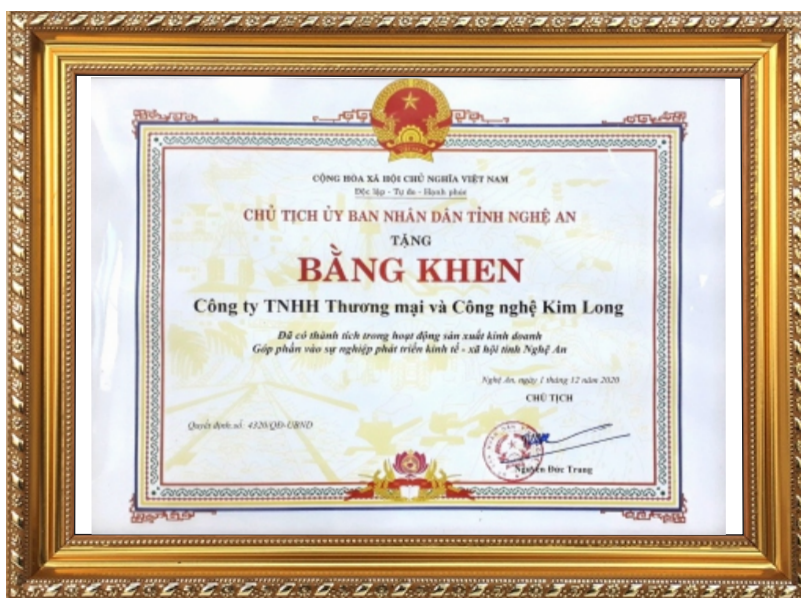 CỘNG HÒA XÃ HỘI CHỦ NGHĨA VIỆT NAM
Độc lập - Tự do - Hạnh phúc
CHỦ TỊCH ỦY BAN NHÂN DÂN TỈNH NGHỆ AN
TẶNG
BẰNG KHEN
Công ty TNHH Thương mại và Công nghệ Kim Long
Đã có thành tích trong hoạt động sản xuất kinh doanh
Góp phần vào sự nghiệp phát triển kinh tế - xã hội tỉnh Nghệ An
Nghệ An, ngày 1 tháng 12 năm 2020
CHỦ TỊCH
Quyết định số: 4320/QĐ-UBND
Nguyễn Đức Trung